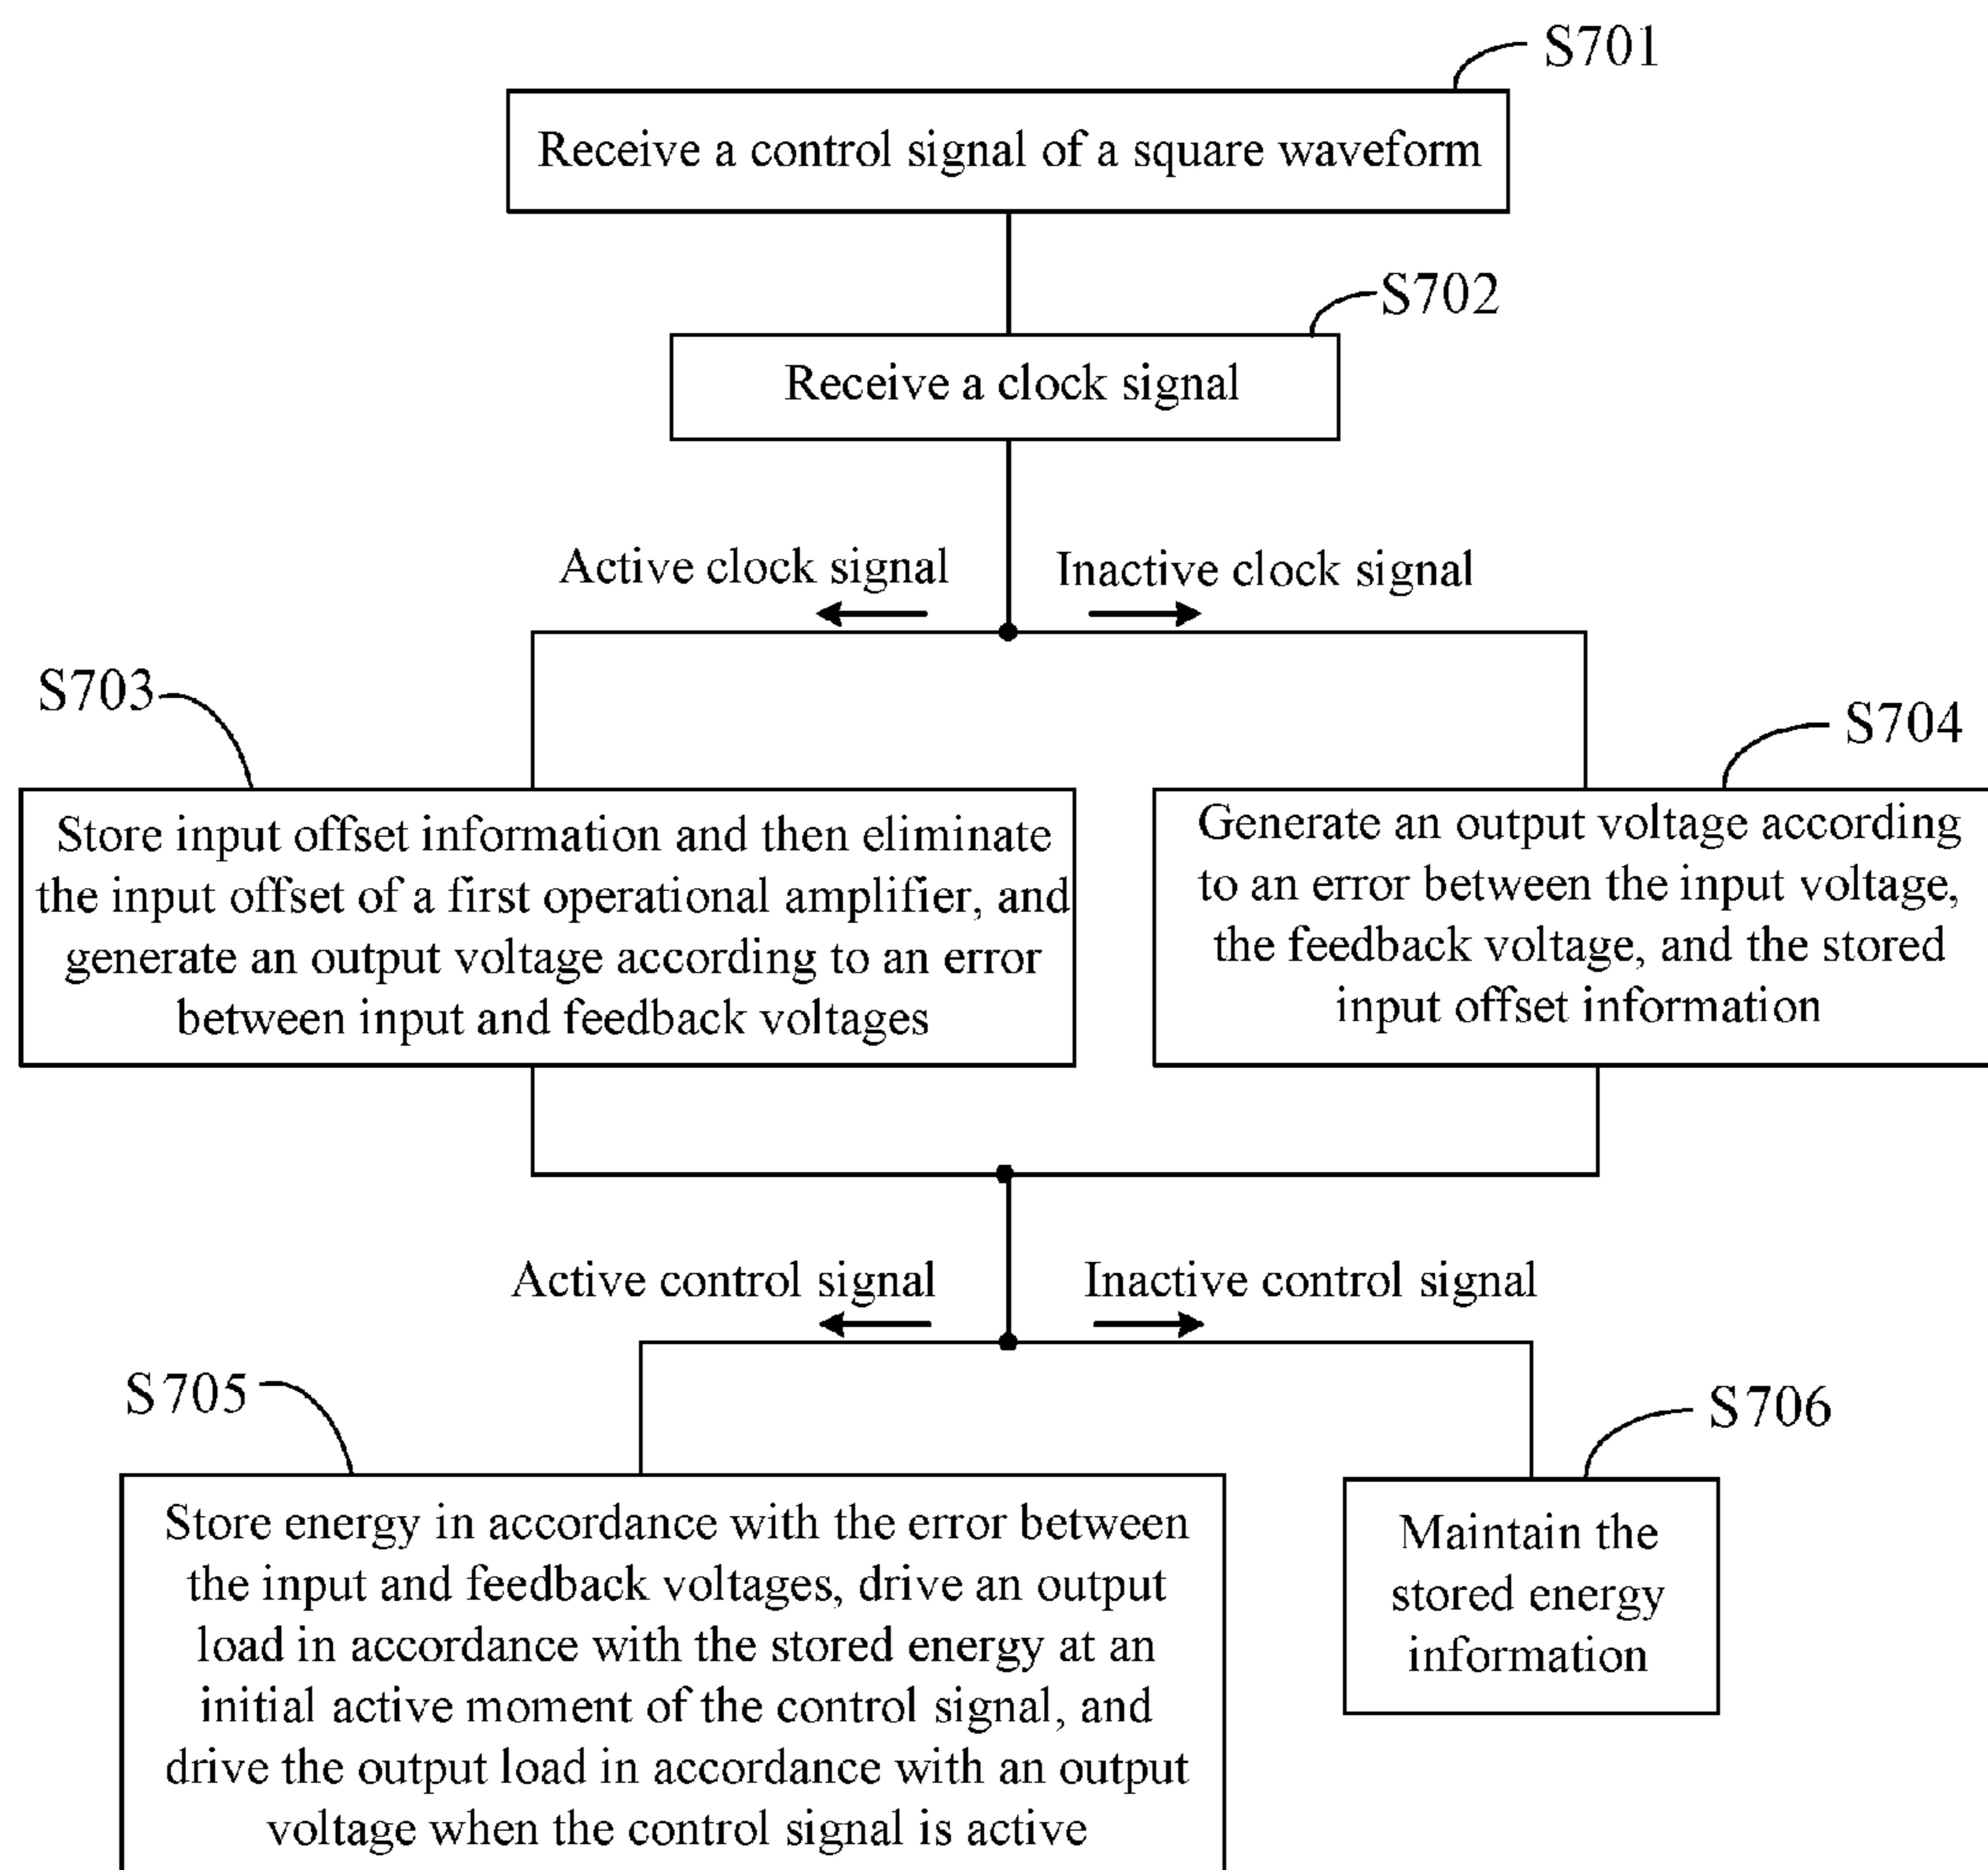 S701
Receive a control signal of a square waveform
S702
Receive a clock signal
Active clock signal
Inactive clock signal
S703
S704
Store input offset information and then eliminate
the input offset of a first operational amplifier, and
generate an output voltage according to an error
between input and feedback voltages
Generate an output voltage according
to an error between the input voltage,
the feedback voltage, and the stored
input offset information
Active control signal
Inactive control signal
S705
S706
Store energy in accordance with the error between
the input and feedback voltages, drive an output
load in accordance with the stored energy at an
initial active moment of the control signal, and
drive the output load in accordance with an output
voltage when the control signal is active
Maintain the
stored energy
information